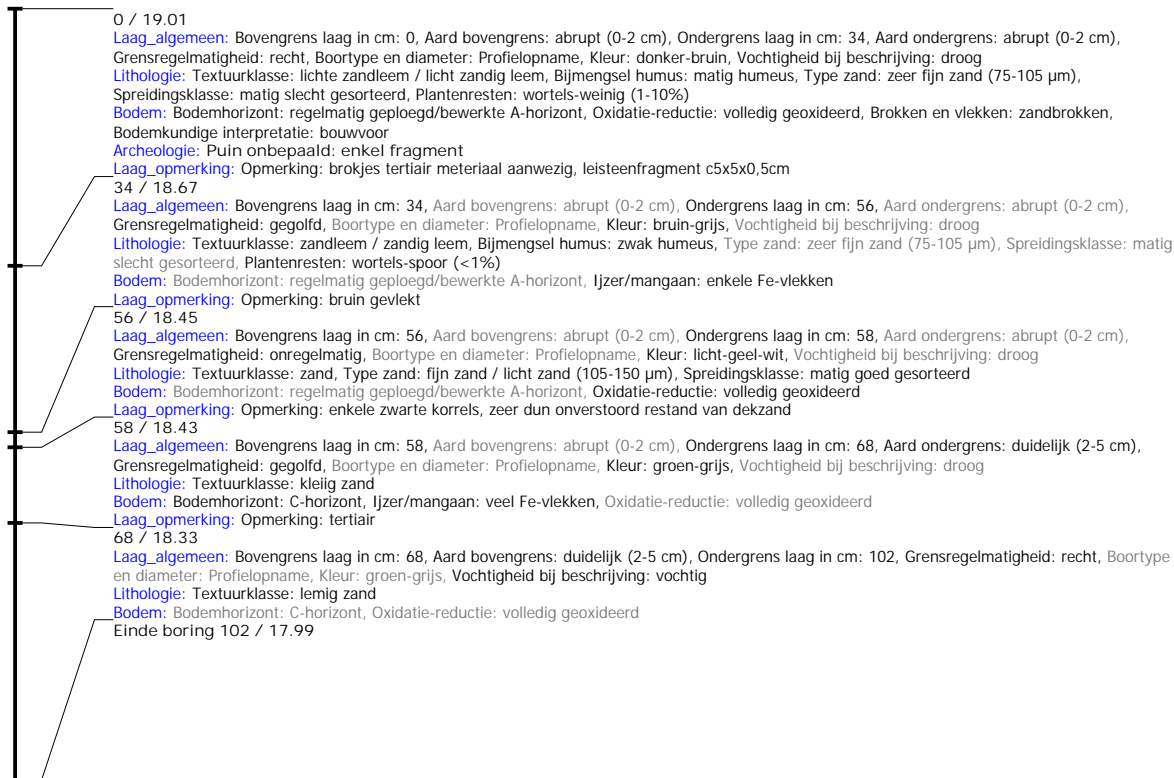 0 / 19.01
Laag_algemeen: Bovengrens laag in cm: 0, Aard bovengrens: abrupt (0-2 cm), Ondergrens laag in cm: 34, Aard ondergrens: abrupt (0-2 cm),
Grensregelmatigheid: recht, Boortype en diameter: Profielopname, Kleur: donker-bruin, Vochtigheid bij beschrijving: droog
Lithologie: Textuurklasse: lichte zandleem / licht zandig leem, Bijmengsel humus: matig humeus, Type zand: zeer fijn zand (75-105 µm),
Spreidingsklasse: matig slecht gesorteerd, Plantenresten: wortels-weinig (1-10%)
Bodem: Bodemhorizont: regelmatig geploegd/bewerkte A-horizont, Oxidatie-reductie: volledig geoxideerd, Brokken en vlekken: zandbrokken,
Bodemkundige interpretatie: bouwvoor
Archeologie: Puin onbepaald: enkel fragment
Laag_opmerking: Opmerking: brokjes tertiair meteriaal aanwezig, leisteenfragment c5x5x0,5cm
34 / 18.67
Laag_algemeen: Bovengrens laag in cm: 34, Aard bovengrens: abrupt (0-2 cm), Ondergrens laag in cm: 56, Aard ondergrens: abrupt (0-2 cm),
Grensregelmatigheid: gegolfd, Boortype en diameter: Profielopname, Kleur: bruin-grijs, Vochtigheid bij beschrijving: droog
Lithologie: Textuurklasse: zandleem / zandig leem, Bijmengsel humus: zwak humeus, Type zand: zeer fijn zand (75-105 µm), Spreidingsklasse: matig
slecht gesorteerd, Plantenresten: wortels-spoor (<1%)
Bodem: Bodemhorizont: regelmatig geploegd/bewerkte A-horizont, Ijzer/mangaan: enkele Fe-vlekken
Laag_opmerking: Opmerking: bruin gevlekt
56 / 18.45
Laag_algemeen: Bovengrens laag in cm: 56, Aard bovengrens: abrupt (0-2 cm), Ondergrens laag in cm: 58, Aard ondergrens: abrupt (0-2 cm),
Grensregelmatigheid: onregelmatig, Boortype en diameter: Profielopname, Kleur: licht-geel-wit, Vochtigheid bij beschrijving: droog
Lithologie: Textuurklasse: zand, Type zand: fijn zand / licht zand (105-150 µm), Spreidingsklasse: matig goed gesorteerd
Bodem: Bodemhorizont: regelmatig geploegd/bewerkte A-horizont, Oxidatie-reductie: volledig geoxideerd
Laag_opmerking: Opmerking: enkele zwarte korrels, zeer dun onverstoord restand van dekzand
58 / 18.43
Laag_algemeen: Bovengrens laag in cm: 58, Aard bovengrens: abrupt (0-2 cm), Ondergrens laag in cm: 68, Aard ondergrens: duidelijk (2-5 cm),
Grensregelmatigheid: gegolfd, Boortype en diameter: Profielopname, Kleur: groen-grijs, Vochtigheid bij beschrijving: droog
Lithologie: Textuurklasse: kleiig zand
Bodem: Bodemhorizont: C-horizont, Ijzer/mangaan: veel Fe-vlekken, Oxidatie-reductie: volledig geoxideerd
Laag_opmerking: Opmerking: tertiair
68 / 18.33
Laag_algemeen: Bovengrens laag in cm: 68, Aard bovengrens: duidelijk (2-5 cm), Ondergrens laag in cm: 102, Grensregelmatigheid: recht, Boortype
en diameter: Profielopname, Kleur: groen-grijs, Vochtigheid bij beschrijving: vochtig
Lithologie: Textuurklasse: lemig zand
Bodem: Bodemhorizont: C-horizont, Oxidatie-reductie: volledig geoxideerd
Einde boring 102 / 17.99